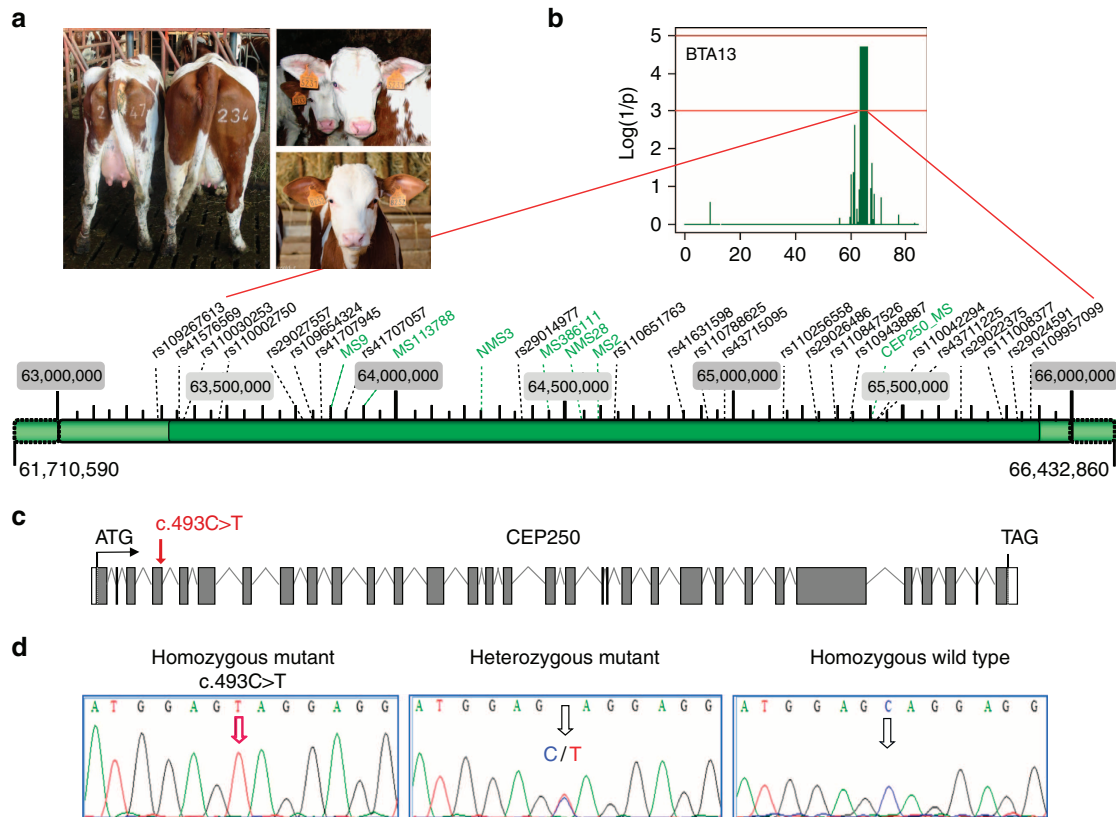 a
b
2 47
234
BTA13
Log(1/p)
5
4
3
2
1
0
0 20 40 60 80
rs109267613
rs41576569
rs110030253
rs110002750
rs29027557
rs109654324
rs41707945
MS9
rs41707057
MS113788
NMS3
rs29014977
MS386111
NMS28
MS2
rs110651763
rs41631598
rs110788625
rs43715095
rs110256558
rs29026486
rs110847526
rs109438887
CEP250_MS
rs110042294
rs43711225
rs29022375
rs111008377
rs29024591
rs109957099
63,000,000
63,500,000
64,000,000
64,500,000
65,000,000
65,500,000
66,000,000
61,710,590
66,432,860
c
c.493C>T
ATG
CEP250
TAG
d
Homozygous mutant
c.493C>T
Heterozygous mutant
Homozygous wild type
A T G G A G T A G G A G G
A T G G A G A G G A G G
C/T
A T G G A G C A G G A G G